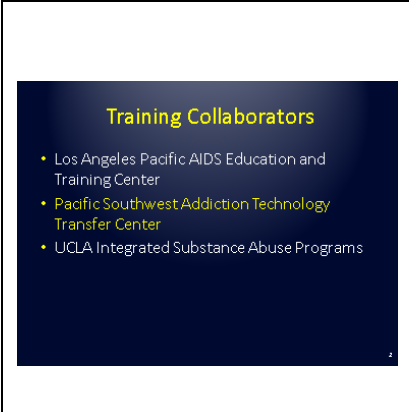 Training Collaborators
• Los Angeles Pacific AIDS Education and
Training Center
• Pacific Southwest Addiction Technology
Transfer Center
• UCLA Integrated Substance Abuse Programs
2